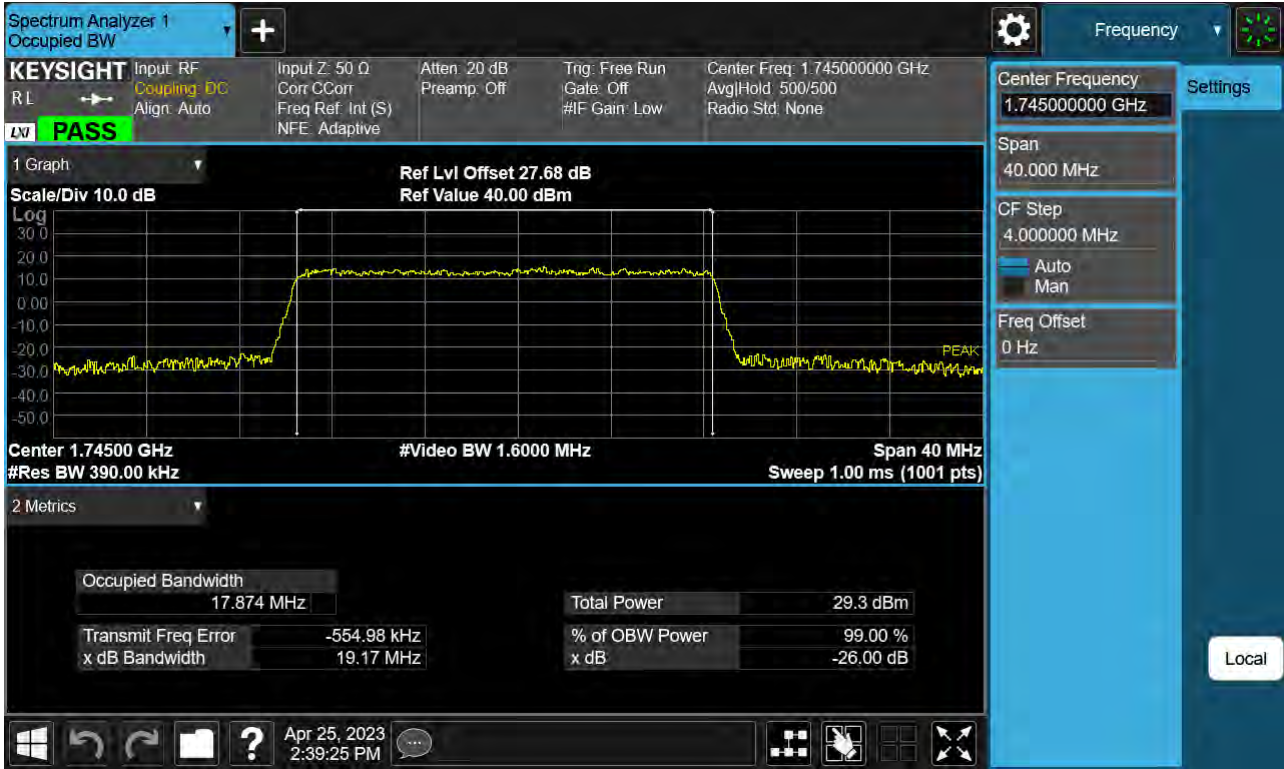 Spectrum Analyzer 1
Occupied BW
+
Frequency
KEYSIGHT
R L
LXI PASS
Input: RF
Coupling: DC
Align: Auto
Input Z: 50 Ω
Corr CCorr
Freq Ref: Int (S)
NFE: Adaptive
Atten: 20 dB
Preamp: Off
Trig: Free Run
Gate: Off
#IF Gain: Low
Center Freq: 1.745000000 GHz
Avg|Hold: 500/500
Radio Std: None
Center Frequency
1.745000000 GHz
Settings
Span
40.000 MHz
CF Step
4.000000 MHz
Auto
Man
Freq Offset
0 Hz
1 Graph
Ref Lvl Offset 27.68 dB
Scale/Div 10.0 dB
Ref Value 40.00 dBm
Log
30.0
20.0
10.0
0.00
-10.0
-20.0
PEAK
-30.0
-40.0
-50.0
Center 1.74500 GHz
#Video BW 1.6000 MHz
Span 40 MHz
#Res BW 390.00 kHz
Sweep 1.00 ms (1001 pts)
2 Metrics
Occupied Bandwidth
17.874 MHz
Total Power 29.3 dBm
Transmit Freq Error -554.98 kHz
% of OBW Power 99.00 %
x dB Bandwidth 19.17 MHz
x dB -26.00 dB
Local
?
Apr 25, 2023
2:39:25 PM